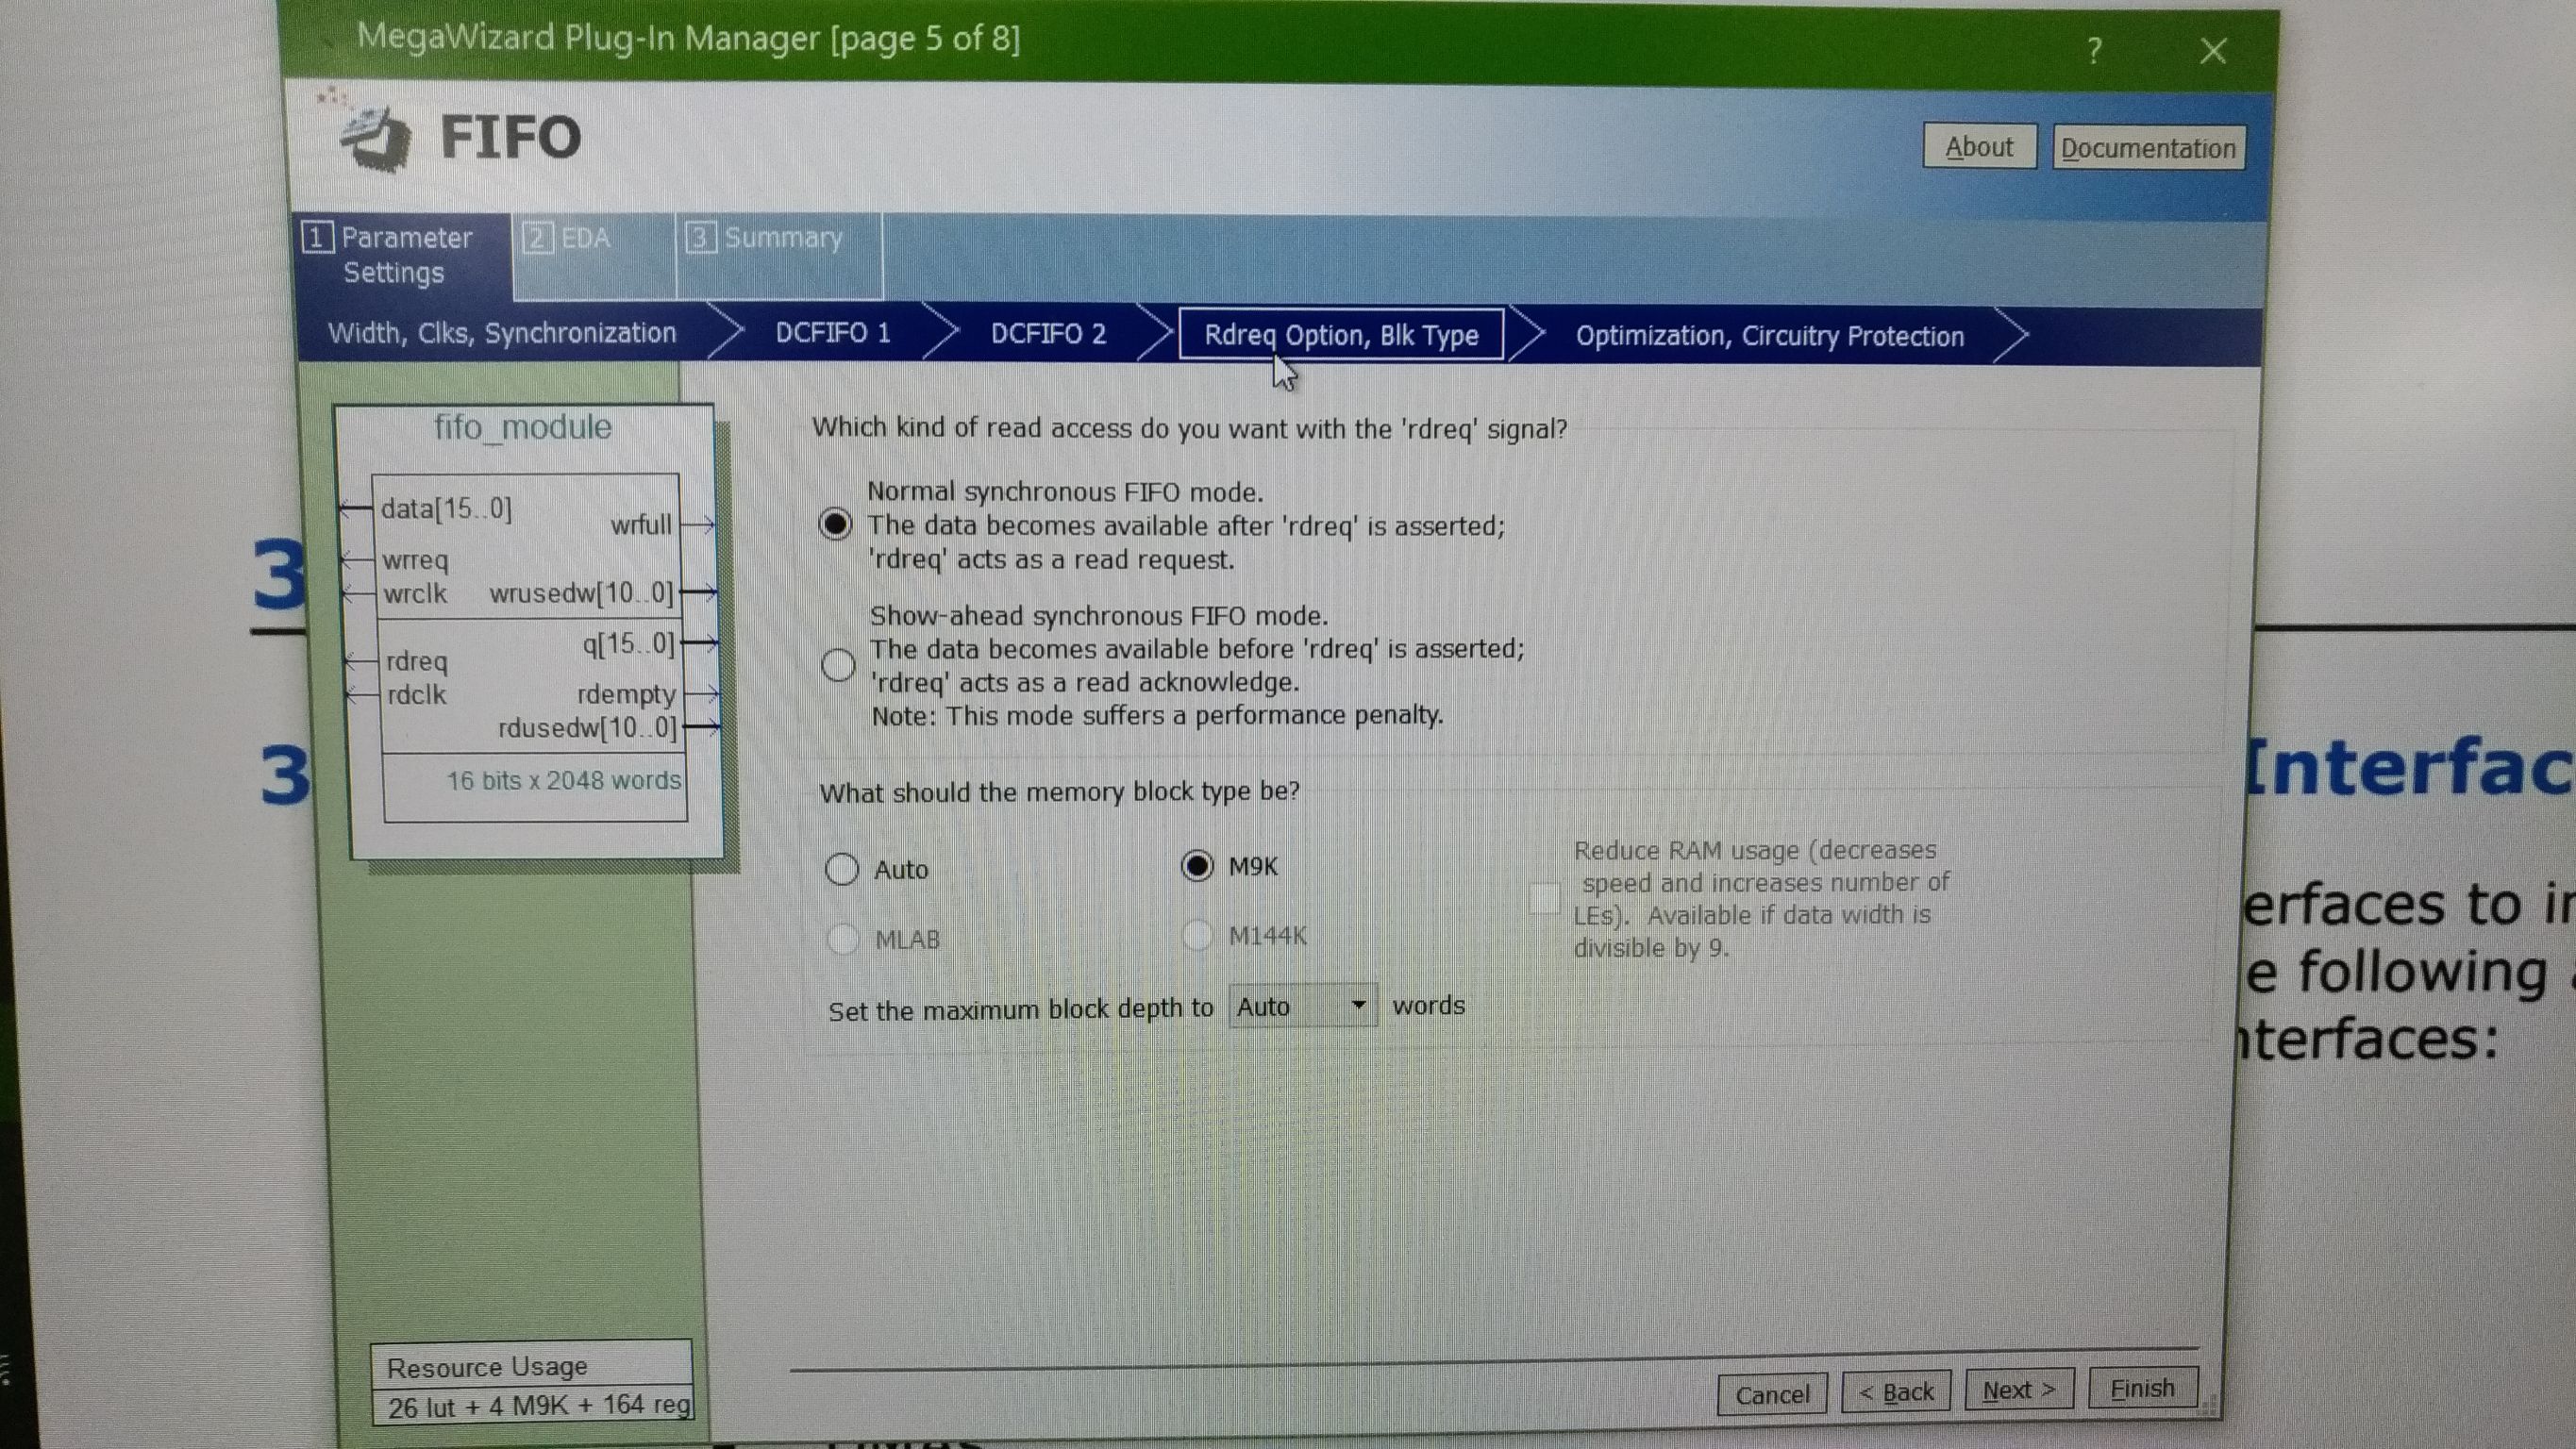 MegaWizard Plug-In Manager [page 5 of 8]
? X
FIFO
About
Documentation
1 Parameter Settings
2 EDA
3 Summary
Width, Clks, Synchronization
DCFIFO 1
DCFIFO 2
Rdreq Option, Blk Type
Optimization, Circuitry Protection
fifo_module
data[15..0]
wrfull
wrreq
wrclk
wrusedw[10..0]
q[15..0]
rdreq
rdclk
rdempty
rdusedw[10..0]
16 bits x 2048 words
Which kind of read access do you want with the 'rdreq' signal?
Normal synchronous FIFO mode.
The data becomes available after 'rdreq' is asserted;
'rdreq' acts as a read request.
Show-ahead synchronous FIFO mode.
The data becomes available before 'rdreq' is asserted;
'rdreq' acts as a read acknowledge.
Note: This mode suffers a performance penalty.
What should the memory block type be?
Auto
M9K
MLAB
M144K
Reduce RAM usage (decreases
speed and increases number of
LEs). Available if data width is
divisible by 9.
Set the maximum block depth to Auto words
Resource Usage
26 lut + 4 M9K + 164 reg
Cancel
< Back
Next >
Finish
3
3
Interfac
erfaces to in
e following
nterfaces: